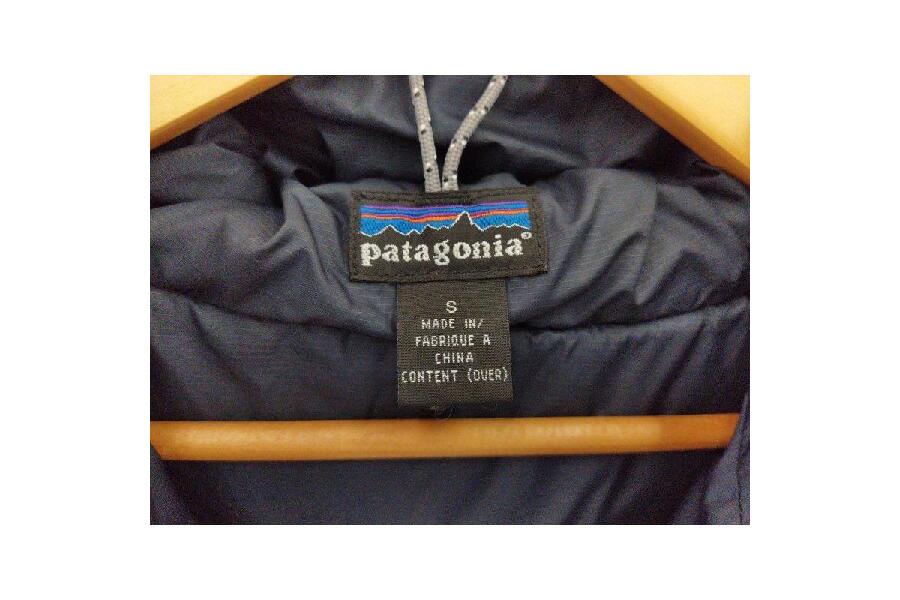 patagonia®
S
MADE IN/
FABRIQUE A
CHINA
CONTENT (OVER)